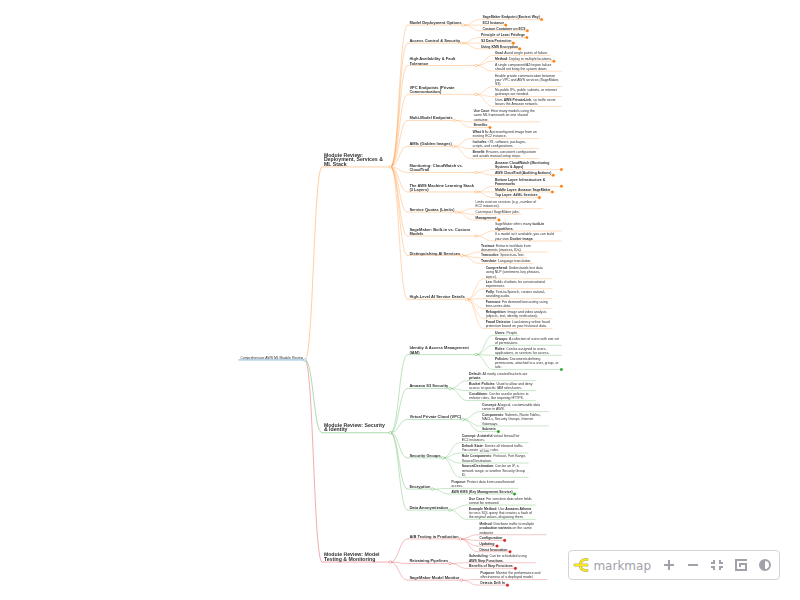 Comprehensive AWS ML Module Review
Module Review:
Deployment, Services &
ML Stack
Model Deployment Options
SageMaker Endpoint (Easiest Way)
EC2 Instance
Custom Container on ECS
Access Control & Security
Principle of Least Privilege
S3 Data Protection
Using KMS Encryption
High Availability & Fault
Tolerance
Goal: Avoid single points of failure.
Method: Deploy in multiple locations.
A single component/AZ/region failure
should not bring the system down.
VPC Endpoints (Private
Communication)
Enable private communication between
your VPC and AWS services (SageMaker,
S3).
No public IPs, public subnets, or internet
gateways are needed.
Uses AWS PrivateLink, so traffic never
leaves the Amazon network.
Multi-Model Endpoints
Use Case: Host many models using the
same ML framework on one shared
container.
Benefits
AMIs (Golden Images)
What it Is: A preconfigured image from an
existing EC2 instance.
Includes: OS, software, packages,
scripts, and configurations.
Benefit: Ensures consistent configuration
and avoids manual setup steps.
Monitoring: CloudWatch vs.
CloudTrail
Amazon CloudWatch (Monitoring
Systems & Apps)
AWS CloudTrail (Auditing Actions)
The AWS Machine Learning Stack
(3 Layers)
Bottom Layer: Infrastructure &
Frameworks
Middle Layer: Amazon SageMaker
Top Layer: AI/ML Services
Service Quotas (Limits)
Limits exist on services (e.g., number of
EC2 instances).
Can impact SageMaker jobs.
Management
SageMaker: Built-in vs. Custom
Models
SageMaker offers many built-in
algorithms.
If a model isn't available, you can build
your own Docker image.
Distinguishing AI Services
Textract: Extracts text/data from
documents (invoices, IDs).
Transcribe: Speech-to-Text.
Translate: Language translation.
High-Level AI Service Details
Comprehend: Understands text data
using NLP (sentiment, key phrases,
topics).
Lex: Builds chatbots for conversational
experiences.
Polly: Text-to-Speech, creates natural-
sounding audio.
Forecast: For demand forecasting using
time-series data.
Rekognition: Image and video analysis
(objects, text, identity verification).
Fraud Detector: Low-latency online fraud
protection based on your historical data.
Module Review: Security
& Identity
Identity & Access Management
(IAM)
Users: People.
Groups: A collection of users with one set
of permissions.
Roles: Can be assigned to users,
applications, or services for access.
Policies: Documents defining
permissions, attached to a user, group, or
role.
Amazon S3 Security
Default: All newly created buckets are
private.
Bucket Policies: Used to allow and deny
access to specific IAM roles/users.
Conditions: Can be used in policies to
enforce rules, like requiring HTTPS.
Virtual Private Cloud (VPC)
Concept: A logical, customizable data
center in AWS.
Components: Subnets, Route Tables,
NACLs, Security Groups, Internet
Gateways.
Subnets
Security Groups
Concept: A stateful virtual firewall for
EC2 instances.
Default State: Denies all inbound traffic.
You create allow rules.
Rule Components: Protocol, Port Range,
Source/Destination.
Source/Destination: Can be an IP, a
network range, or another Security Group
ID.
Encryption
Purpose: Protect data from unauthorized
access.
AWS KMS (Key Management Service)
Data Anonymization
Use Case: For sensitive data when fields
cannot be removed.
Example Method: Use Amazon Athena
to run a SQL query that creates a hash of
the original values, disguising them.
Module Review: Model
Testing & Monitoring
A/B Testing in Production
Method: Distribute traffic to multiple
production variants on the same
endpoint.
Configuration
Updating
Direct Invocation
Retraining Pipelines
Scheduling: Can be scheduled using
AWS Step Functions.
Benefits of Step Functions
SageMaker Model Monitor
Purpose: Monitor the performance and
effectiveness of a deployed model.
Detects Drift In
markmap